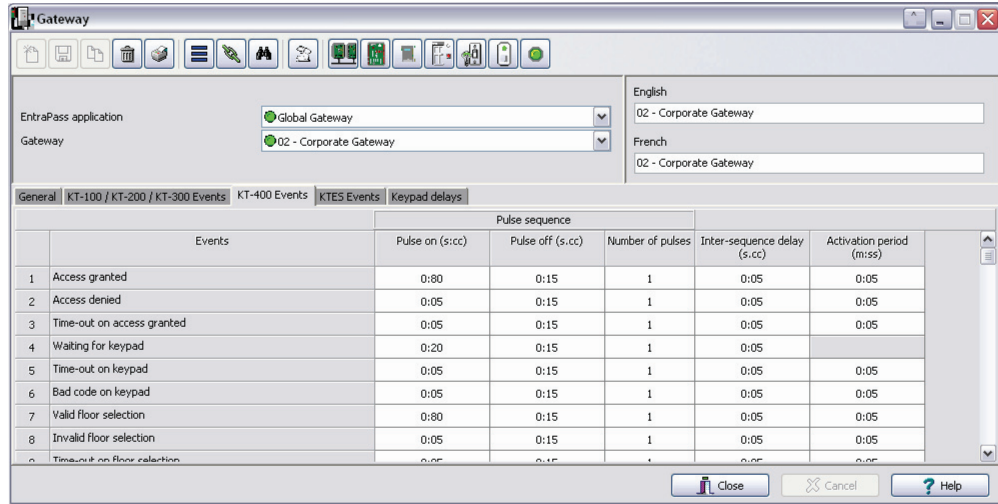 Gateway
English
EntraPass application
Global Gateway
02 - Corporate Gateway
Gateway
02 - Corporate Gateway
French
02 - Corporate Gateway
General KT-100 / KT-200 / KT-300 Events KT-400 Events KTES Events Keypad delays
Pulse sequence
Events Pulse on (s:cc) Pulse off (s.cc) Number of pulses Inter-sequence delay (s.cc) Activation period (m:ss)
1 Access granted 0:80 0:15 1 0:05 0:05
2 Access denied 0:05 0:15 1 0:05 0:05
3 Time-out on access granted 0:05 0:15 1 0:05 0:05
4 Waiting for keypad 0:20 0:15 1 0:05
5 Time-out on keypad 0:05 0:15 1 0:05 0:05
6 Bad code on keypad 0:05 0:15 1 0:05 0:05
7 Valid floor selection 0:80 0:15 1 0:05 0:05
8 Invalid floor selection 0:05 0:15 1 0:05 0:05
Time-out on floor selection
Close Cancel ? Help